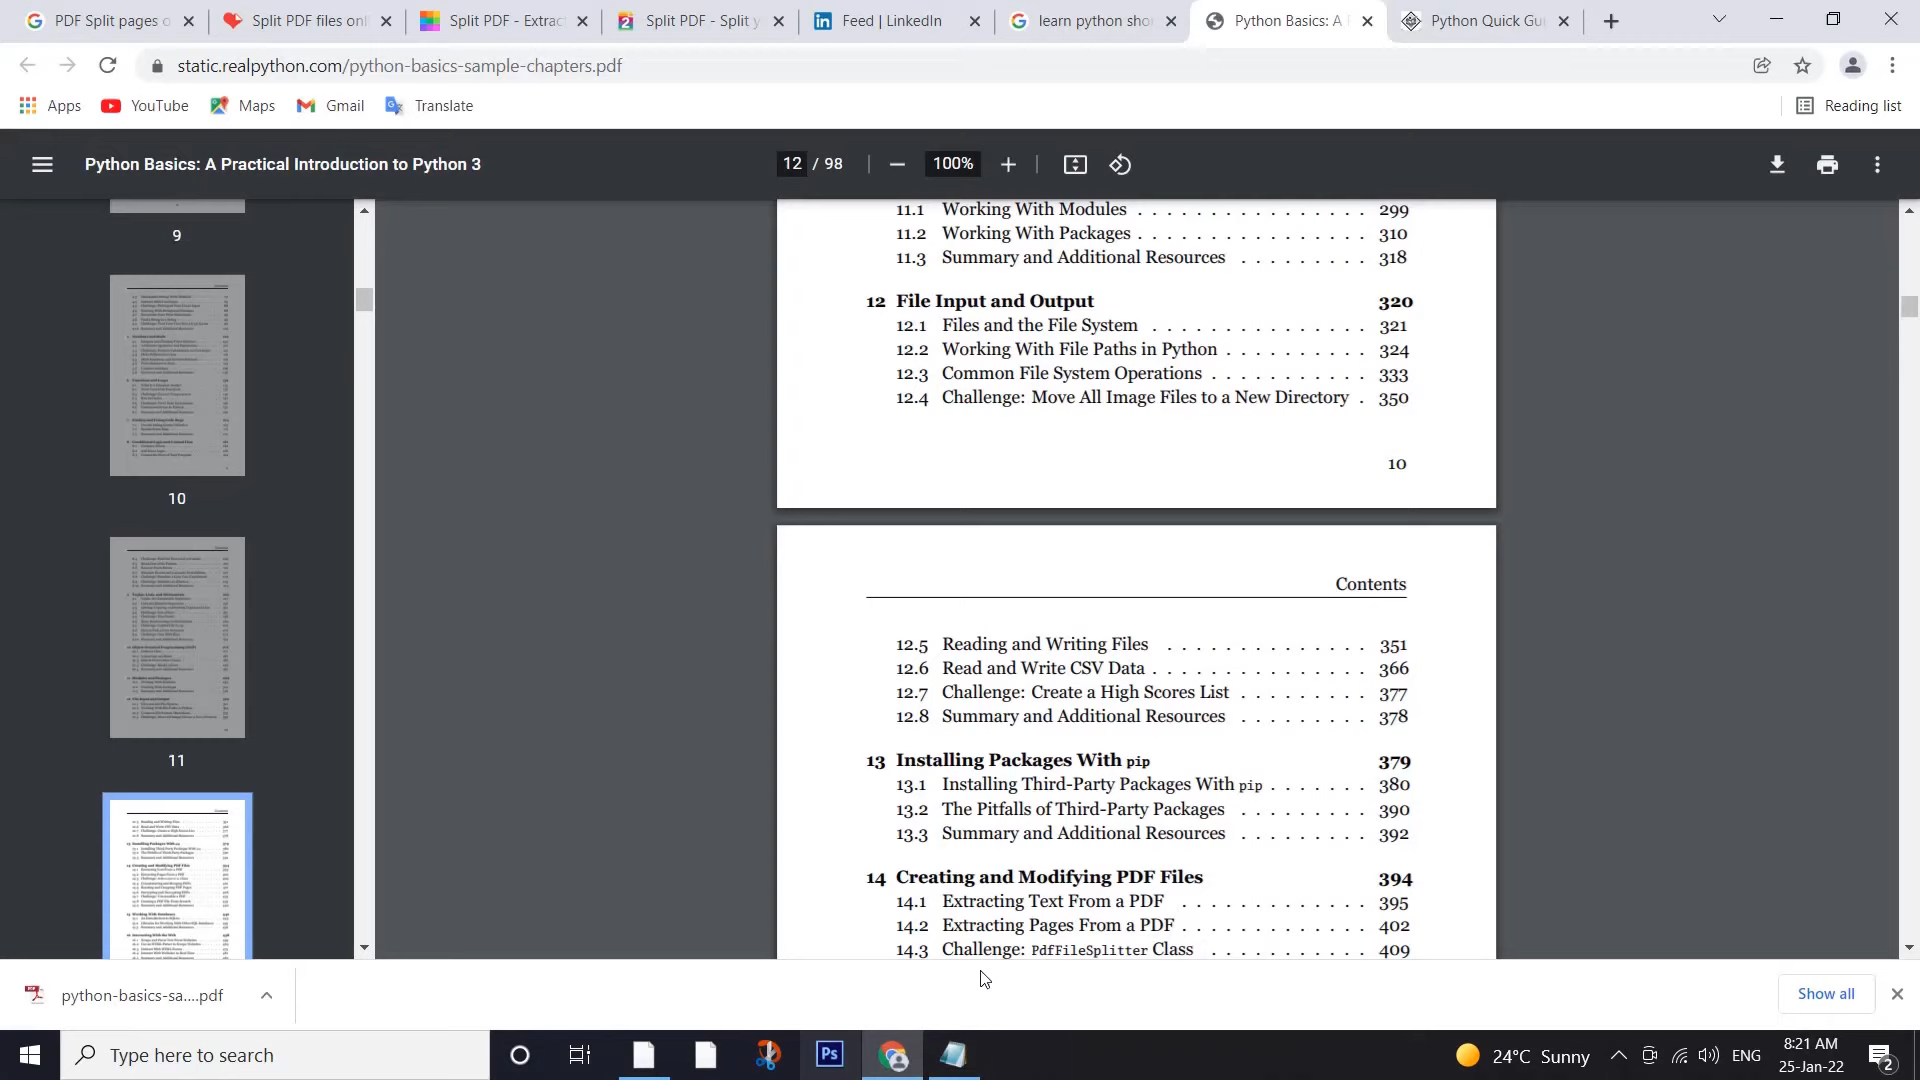 PDF Split pages o
Split PDF files onl
Split PDF - Extrac
Split PDF - Split y
Feed | LinkedIn
learn python sho
Python Basics: A P
Python Quick Gu
static.realpython.com/python-basics-sample-chapters.pdf
Apps YouTube Maps Gmail Translate Reading list
Python Basics: A Practical Introduction to Python 3 12 / 98 100%
9
10
11
11.1 Working With Modules . . . . . . . . . . . . . . . . 299
11.2 Working With Packages . . . . . . . . . . . . . . . . 310
11.3 Summary and Additional Resources . . . . . . . . . 318
12 File Input and Output 320
12.1 Files and the File System . . . . . . . . . . . . . . . 321
12.2 Working With File Paths in Python . . . . . . . . . . 324
12.3 Common File System Operations . . . . . . . . . . . 333
12.4 Challenge: Move All Image Files to a New Directory . 350
10
Contents
12.5 Reading and Writing Files . . . . . . . . . . . . . . 351
12.6 Read and Write CSV Data . . . . . . . . . . . . . . . 366
12.7 Challenge: Create a High Scores List . . . . . . . . . 377
12.8 Summary and Additional Resources . . . . . . . . . 378
13 Installing Packages With pip 379
13.1 Installing Third-Party Packages With pip . . . . . . . 380
13.2 The Pitfalls of Third-Party Packages . . . . . . . . . 390
13.3 Summary and Additional Resources . . . . . . . . . 392
14 Creating and Modifying PDF Files 394
14.1 Extracting Text From a PDF . . . . . . . . . . . . . 395
14.2 Extracting Pages From a PDF . . . . . . . . . . . . . 402
14.3 Challenge: PdfFileSplitter Class . . . . . . . . . . . 409
python-basics-sa....pdf
Show all
Type here to search
Ps
24°C Sunny
ENG
8:21 AM
25-Jan-22
2